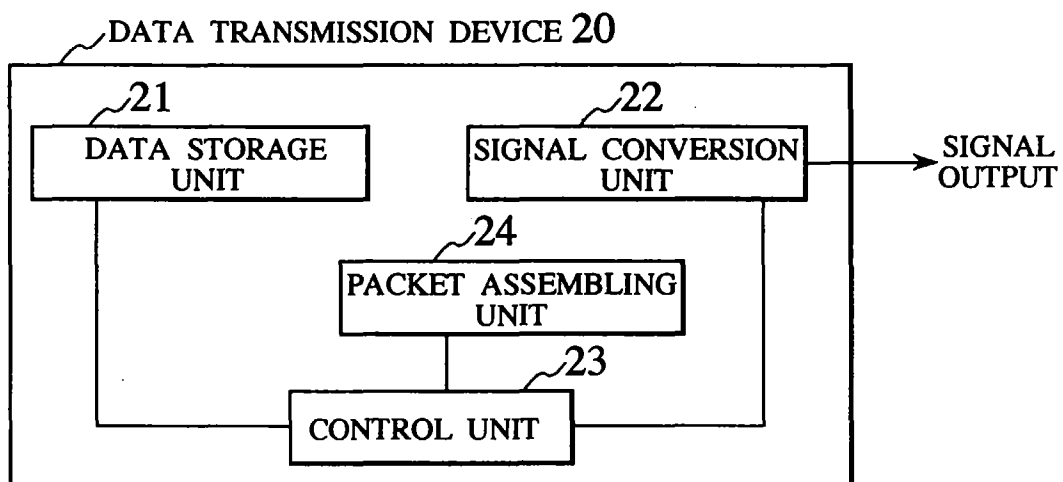 DATA TRANSMISSION DEVICE 20
21
DATA STORAGE
UNIT
22
SIGNAL CONVERSION
UNIT
SIGNAL
OUTPUT
24
PACKET ASSEMBLING
UNIT
23
CONTROL UNIT